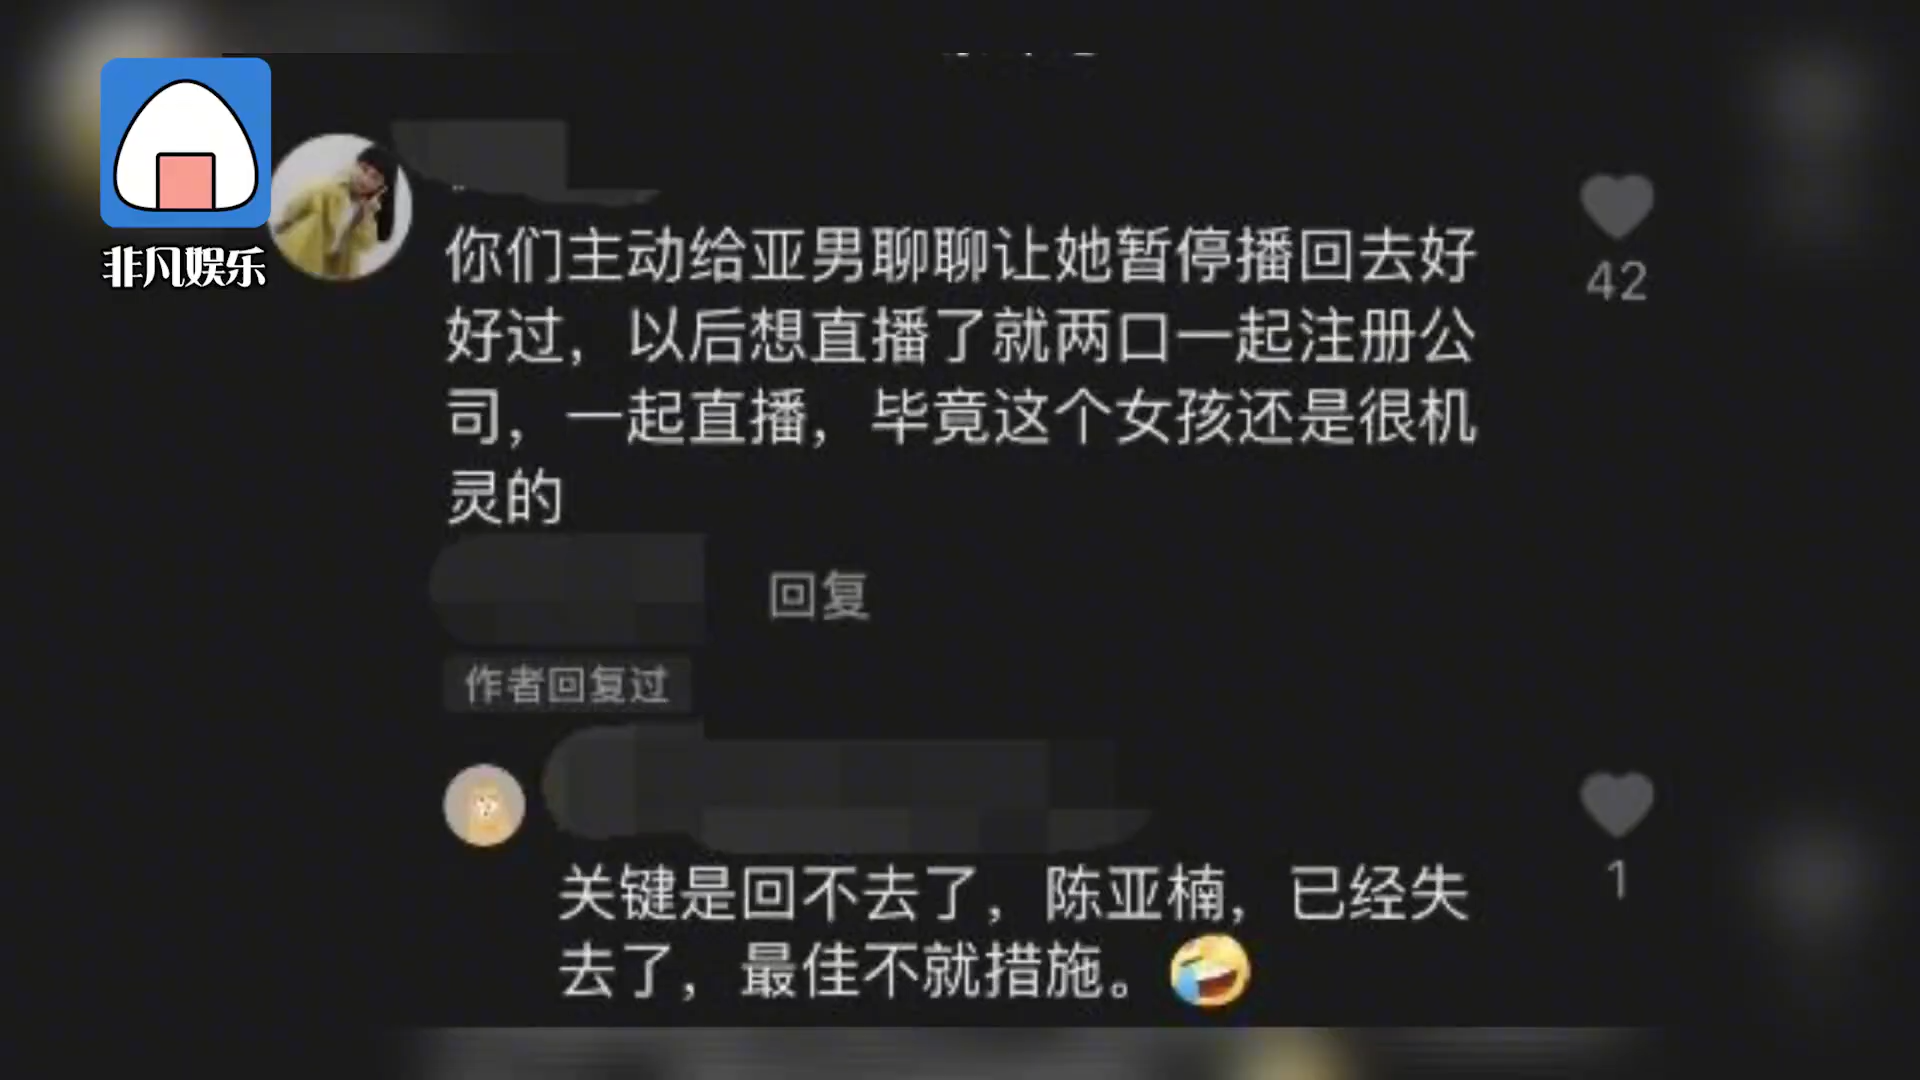 非凡娱乐
你们主动给亚男聊聊让她暂停播回去好
好过，以后想直播了就两口一起注册公
司，一起直播，毕竟这个女孩还是很机
灵的
42
回复
作者回复过
关键是回不去了，陈亚楠，已经失
去了，最佳不就措施。
1